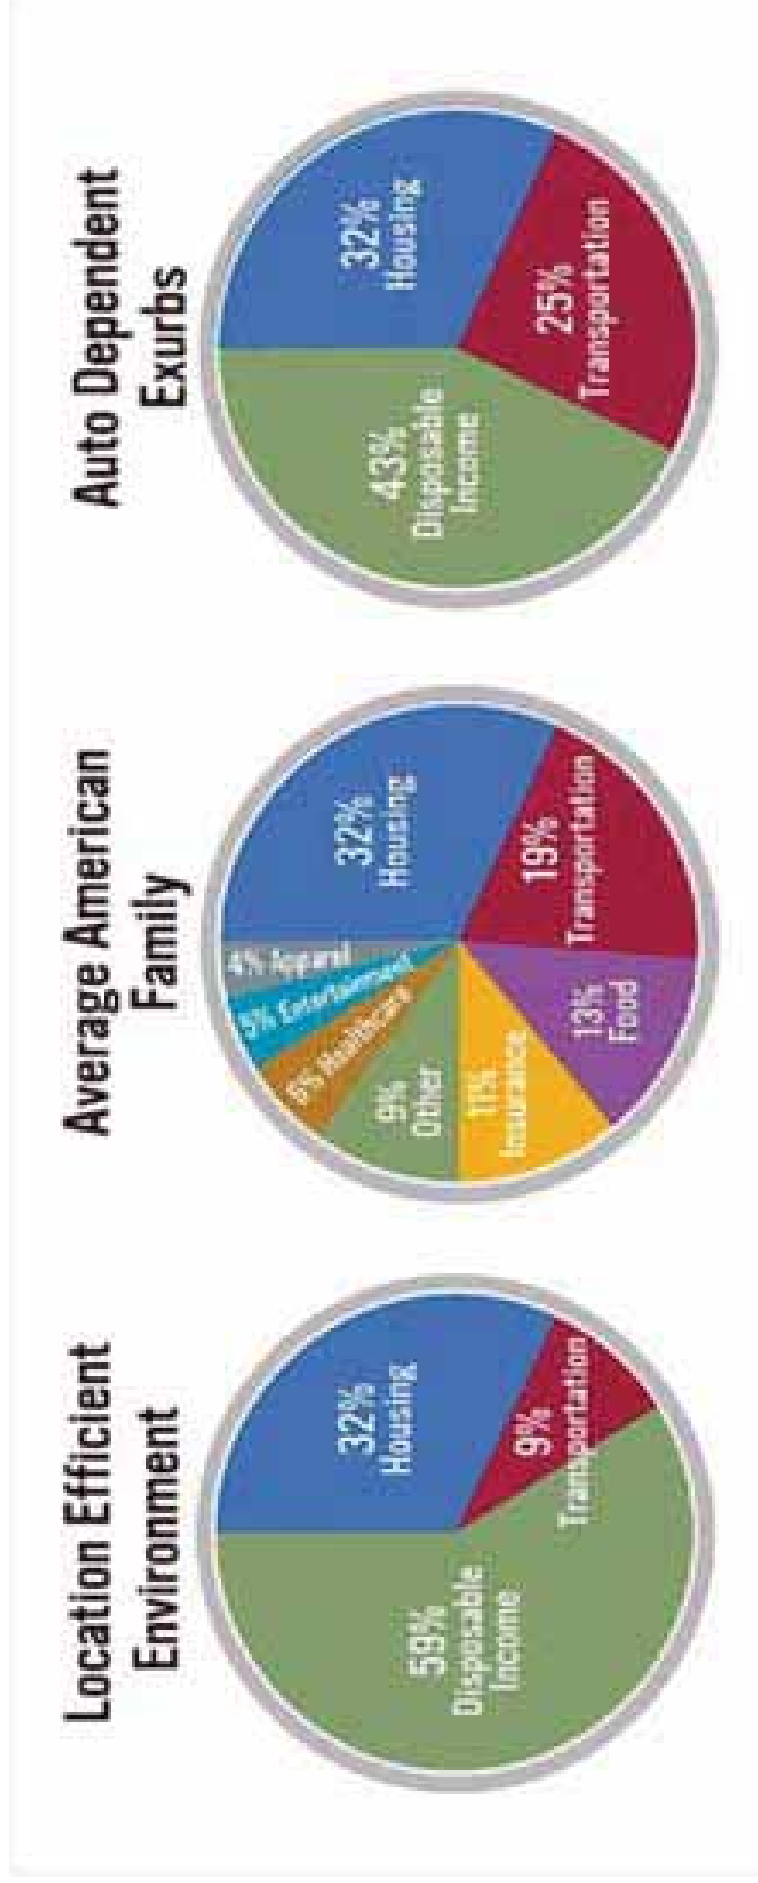 Location Efficient
Environment
32%
Housing
9%
Transportation
59%
Disposable
Income
Average American
Family
32%
Housing
19%
Transportation
13%
Food
11%
Insurance
9%
Other
6% Healthcare
5% Entertainment
4% Apparel
Auto Dependent
Exurbs
32%
Housing
25%
Transportation
43%
Disposable
Income